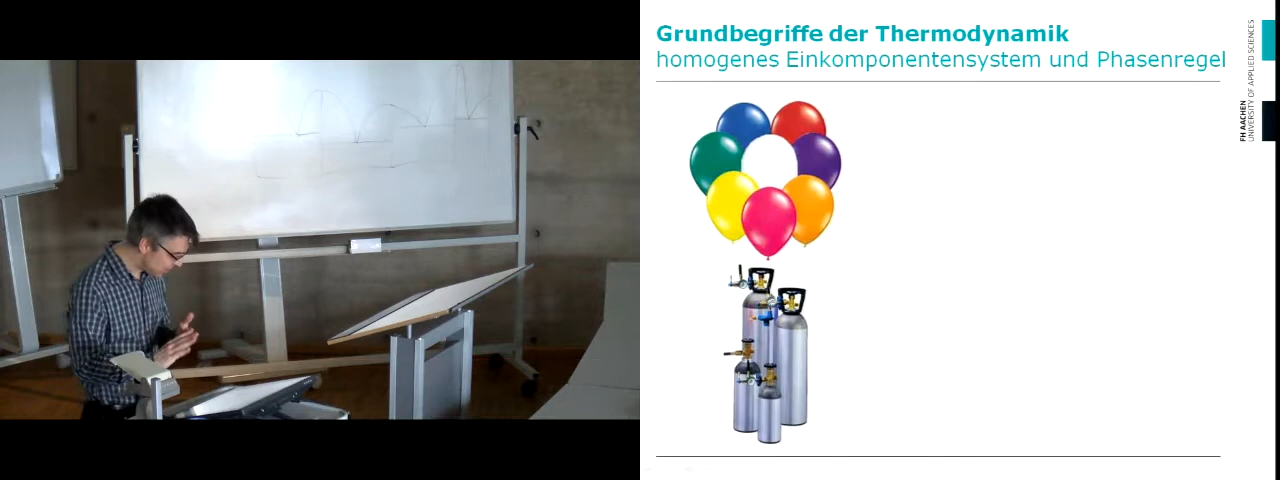 Grundbegriffe der Thermodynamik
homogenes Einkomponentensystem und Phasenregel
FH AACHEN
UNIVERSITY OF APPLIED SCIENCES